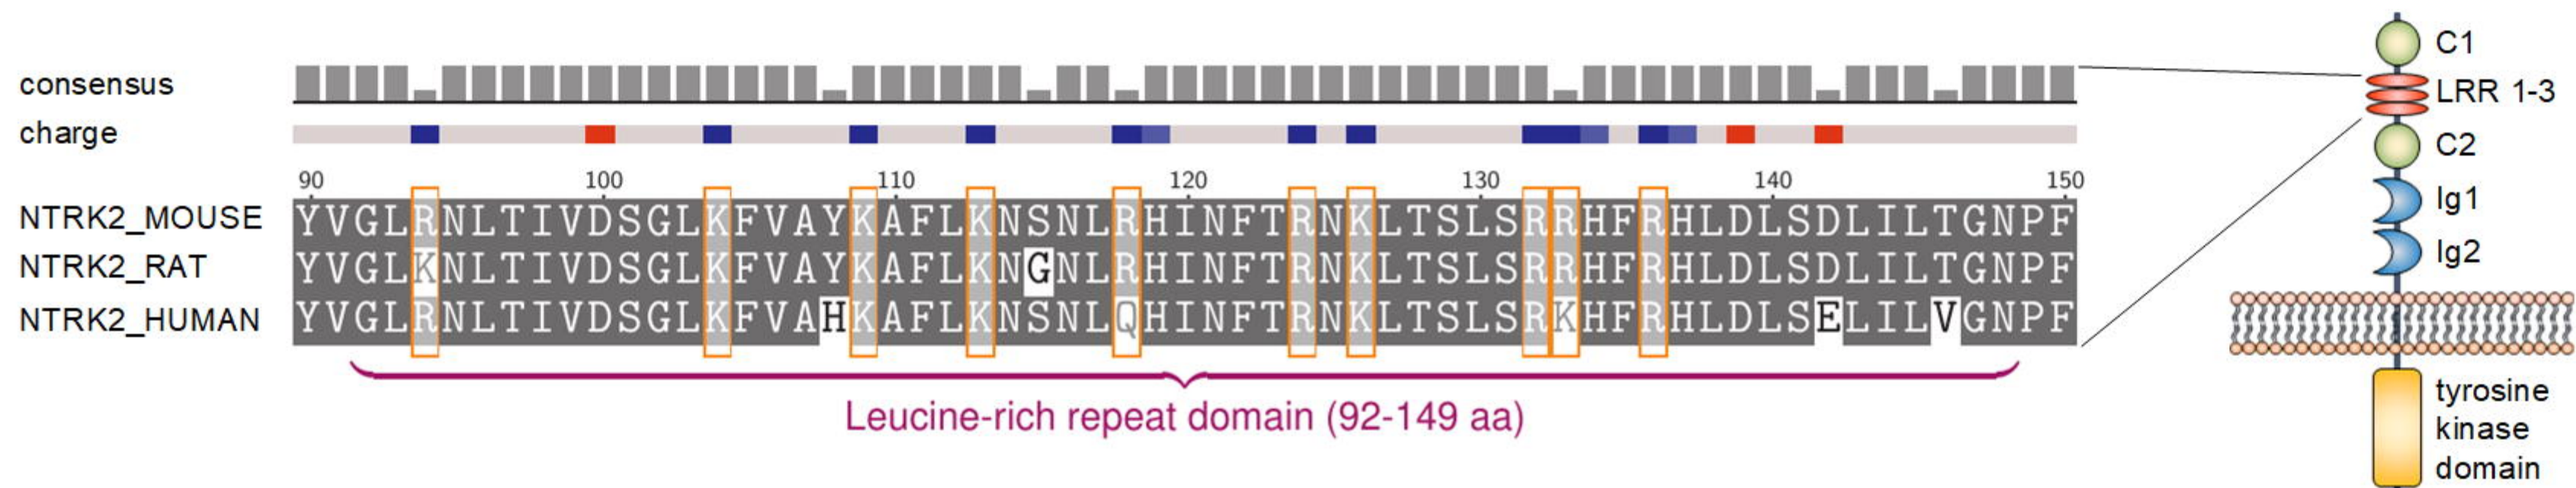 consensus
charge
90 100 110 120 130 140 150
NTRK2_MOUSE YVGLRNLTIVDSGLKFVAYKAFLKNSNLRHINFTRNKLTSLSRRHFRHLDLSDLILTGNPF
NTRK2_RAT YVGLKNLTIVDSGLKFVAYKAFLKNGNLRHINFTRNKLTSLSRRHFRHLDLSDLILTGNPF
NTRK2_HUMAN YVGLRNLTIVDSGLKFVAHKAFLKNSNLQHINFTRNKLTSLSRKHFRHLDLSELILVGNPF
Leucine-rich repeat domain (92-149 aa)
C1
LRR 1-3
C2
Ig1
Ig2
tyrosine
kinase
domain